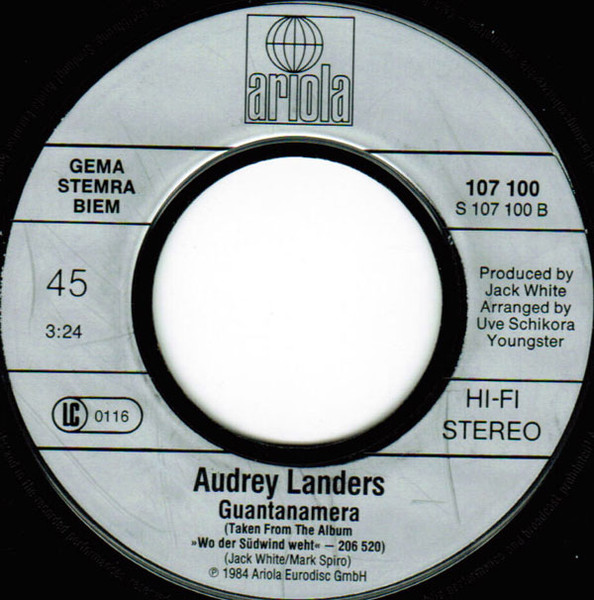 ariola
GEMA
STEMRA
BIEM
107 100
S 107 100 B
45
3:24
Produced by
Jack White
Arranged by
Uve Schikora
Youngster
LC 0116
HI-FI
STEREO
Audrey Landers
Guantanamera
(Taken From The Album
»Wo der Südwind weht« – 206 520)
(Jack White/Mark Spiro)
℗ 1984 Ariola Eurodisc GmbH